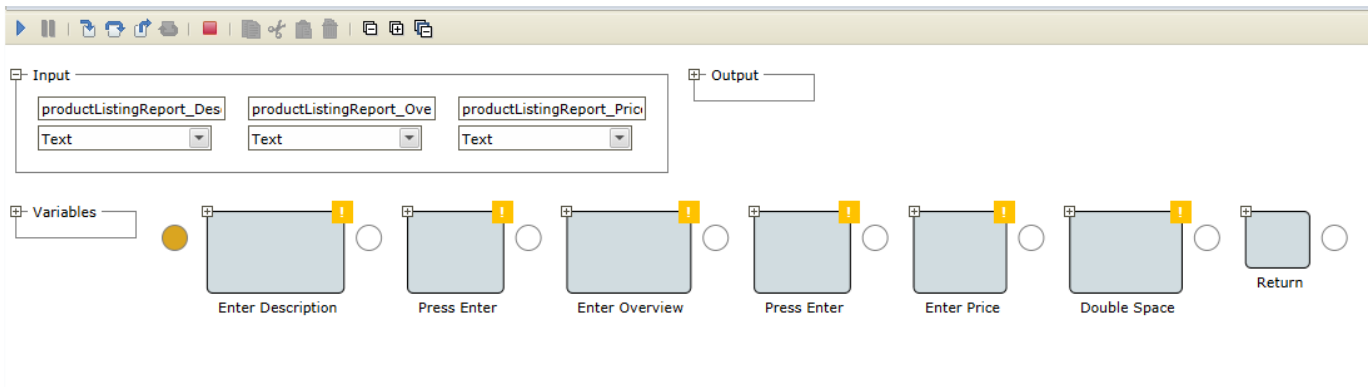 Input
Output
productListingReport_Des
productListingReport_Ove
productListingReport_Pric
Text
Text
Text
Variables
!
!
!
!
!
!
Enter Description
Press Enter
Enter Overview
Press Enter
Enter Price
Double Space
Return